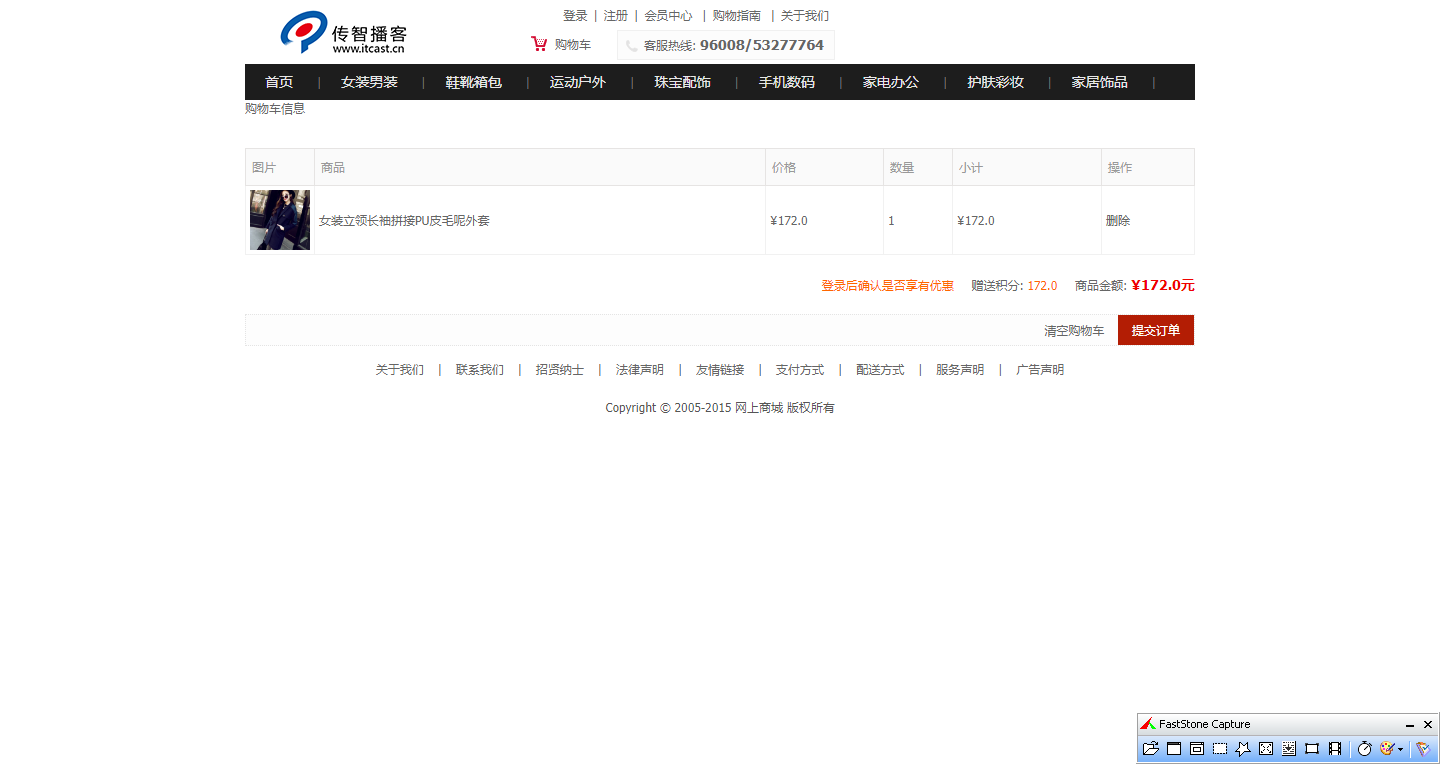 登录 | 注册 | 会员中心 | 购物指南 | 关于我们
传智播客
www.itcast.cn
购物车
客服热线: 96008/53277764
首页 | 女装男装 | 鞋靴箱包 | 运动户外 | 珠宝配饰 | 手机数码 | 家电办公 | 护肤彩妆 | 家居饰品 |
购物车信息
图片 商品 价格 数量 小计 操作
女装立领长袖拼接PU皮毛呢外套 ¥172.0 1 ¥172.0 删除
登录后确认是否享有优惠 赠送积分: 172.0 商品金额: ¥172.0元
清空购物车 提交订单
关于我们 | 联系我们 | 招贤纳士 | 法律声明 | 友情链接 | 支付方式 | 配送方式 | 服务声明 | 广告声明
Copyright © 2005-2015 网上商城 版权所有
FastStone Capture